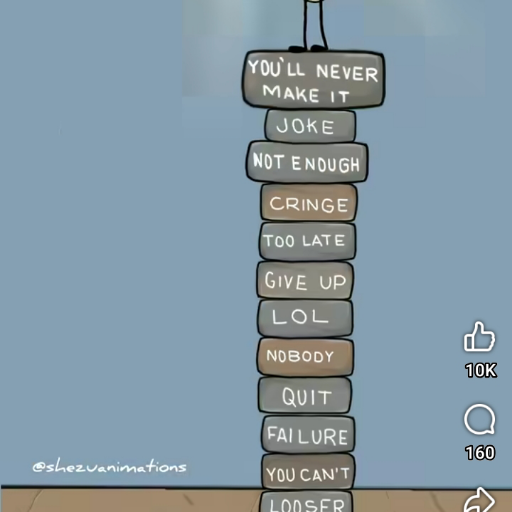 YOU'LL NEVER
MAKE IT
JOKE
NOT ENOUGH
CRINGE
TOO LATE
GIVE UP
LOL
NOBODY
QUIT
FAILURE
YOU CAN'T
LOOSER
@shezuanimations
10K
160